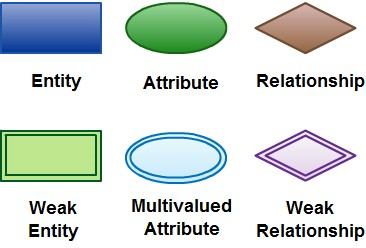 Entity
Attribute
Relationship
Weak
Entity
Multivalued
Attribute
Weak
Relationship